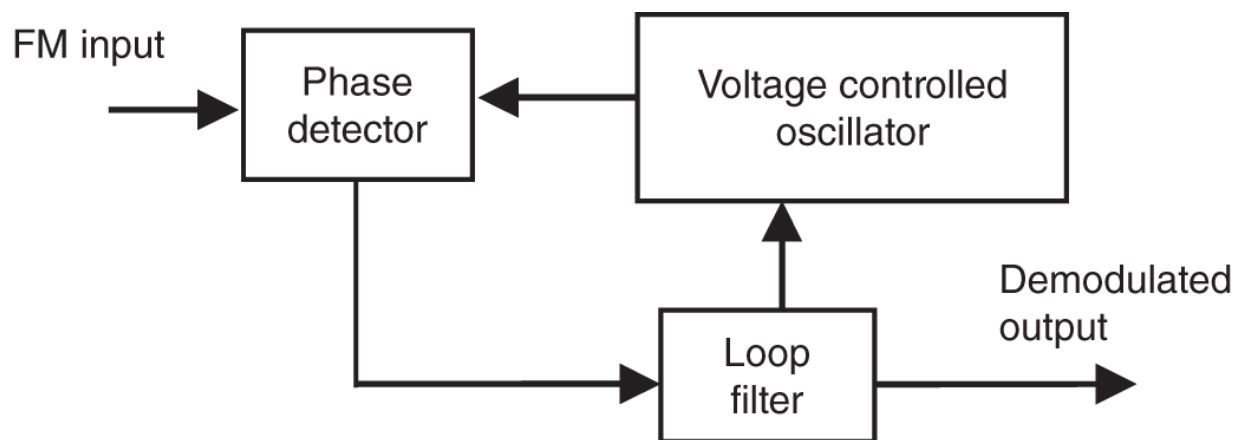 FM input
Phase
detector
Voltage controlled
oscillator
Loop
filter
Demodulated
output